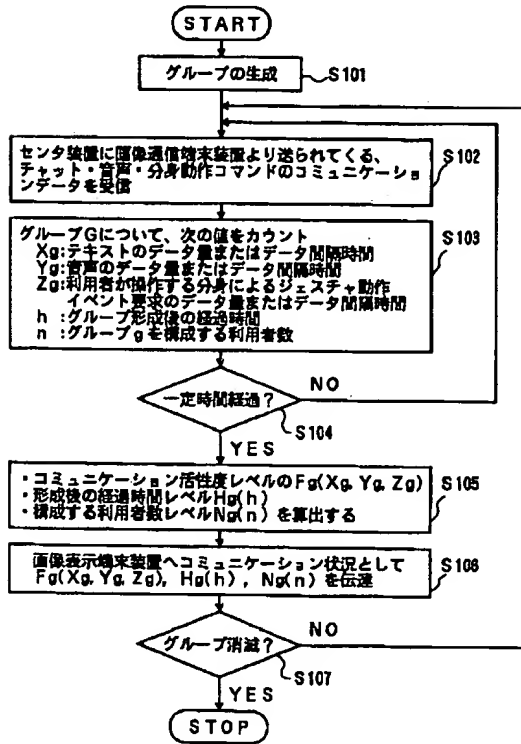 START
グループの生成
S101
センタ装置に画像通信端末装置より送られてくる、
チャット・音声・分身動作コマンドのコミュニケーショ
ンデータを受信
S102
グループGについて、次の値をカウント
Xg:テキストのデータ量またはデータ間隔時間
Yg:音声のデータ量またはデータ間隔時間
Zg:利用者が操作する分身によるジェスチャ動作
イベント要求のデータ量またはデータ間隔時間
h :グループ形成後の経過時間
n :グループgを構成する利用者数
S103
一定時間経過?
NO
S104
YES
・コミュニケーション活性度レベルのFg(Xg, Yg, Zg)
・形成後の経過時間レベルHg(h)
・構成する利用者数レベルNg(n)を算出する
S105
画像表示端末装置へコミュニケーション状況として
Fg(Xg, Yg, Zg), Hg(h), Ng(n)を伝達
S106
グループ消滅?
NO
S107
YES
STOP